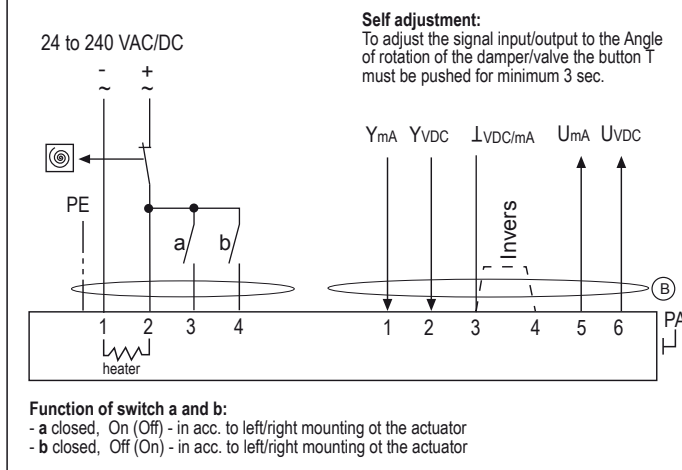 Self adjustment:
To adjust the signal input/output to the Angle
of rotation of the damper/valve the button T
must be pushed for minimum 3 sec.
24 to 240 VAC/DC
- +
~ ~
YmA YVDC ⊥VDC/mA UmA UVDC
PE
a b
Invers
B
1 2 3 4 1 2 3 4 5 6 PA
heater
Function of switch a and b:
- a closed, On (Off) - in acc. to left/right mounting ot the actuator
- b closed, Off (On) - in acc. to left/right mounting ot the actuator